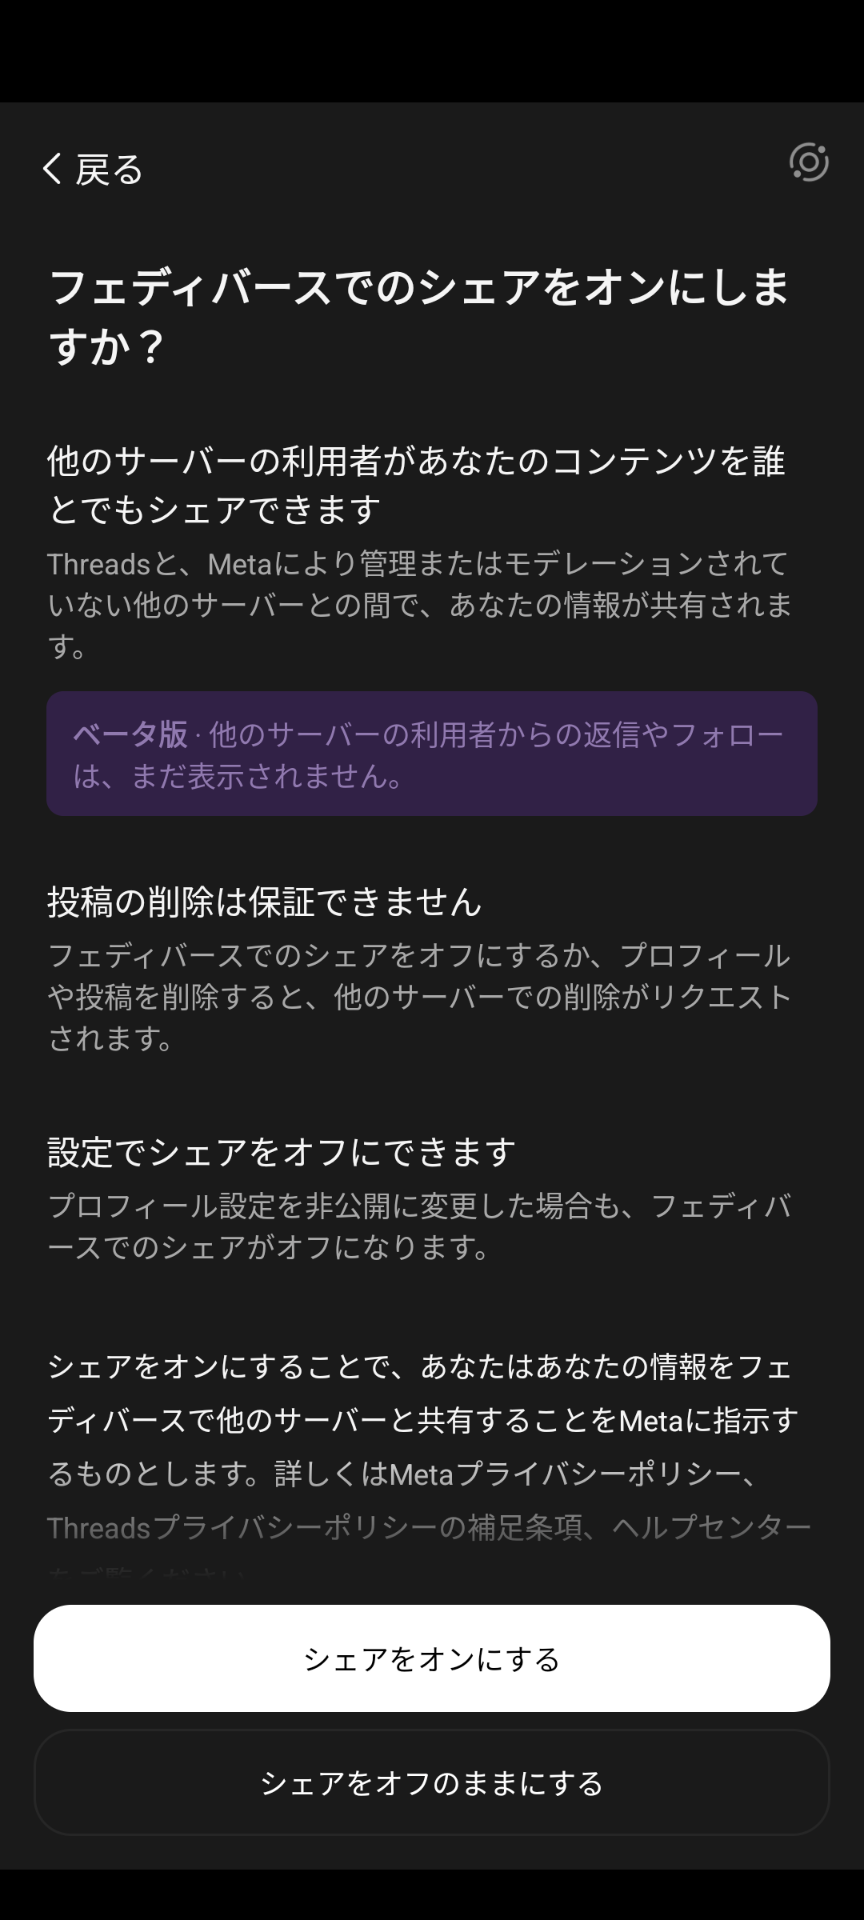 戻る
フェディバースでのシェアをオンにしま
すか？
他のサーバーの利用者があなたのコンテンツを誰
とでもシェアできます
Threadsと、Metaにより管理またはモデレーションされて
いない他のサーバーとの間で、あなたの情報が共有されま
す。
ベータ版 · 他のサーバーの利用者からの返信やフォロー
は、まだ表示されません。
投稿の削除は保証できません
フェディバースでのシェアをオフにするか、プロフィール
や投稿を削除すると、他のサーバーでの削除がリクエスト
されます。
設定でシェアをオフにできます
プロフィール設定を非公開に変更した場合も、フェディバ
ースでのシェアがオフになります。
シェアをオンにすることで、あなたはあなたの情報をフェ
ディバースで他のサーバーと共有することをMetaに指示す
るものとします。詳しくはMetaプライバシーポリシー、
Threadsプライバシーポリシーの補足条項、ヘルプセンター
をご覧ください
シェアをオンにする
シェアをオフのままにする